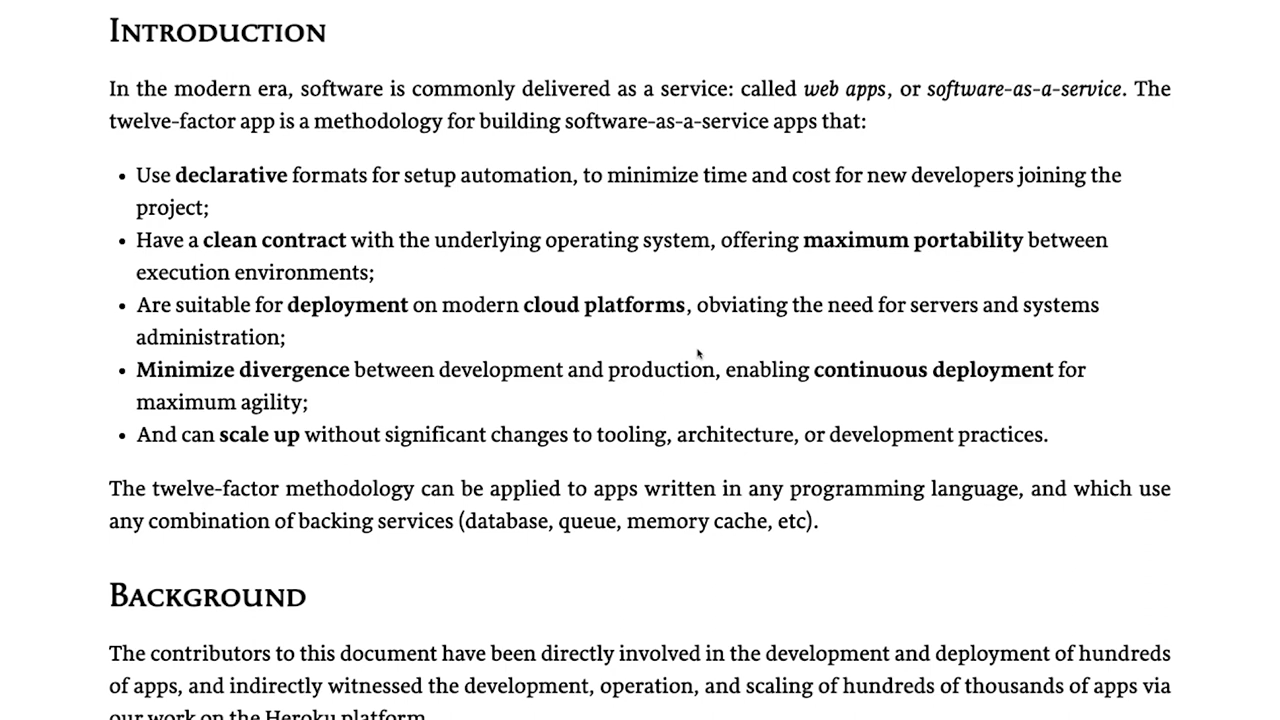 Introduction
In the modern era, software is commonly delivered as a service: called web apps, or software-as-a-service. The
twelve-factor app is a methodology for building software-as-a-service apps that:
• Use declarative formats for setup automation, to minimize time and cost for new developers joining the
project;
• Have a clean contract with the underlying operating system, offering maximum portability between
execution environments;
• Are suitable for deployment on modern cloud platforms, obviating the need for servers and systems
administration;
• Minimize divergence between development and production, enabling continuous deployment for
maximum agility;
• And can scale up without significant changes to tooling, architecture, or development practices.
The twelve-factor methodology can be applied to apps written in any programming language, and which use
any combination of backing services (database, queue, memory cache, etc).
Background
The contributors to this document have been directly involved in the development and deployment of hundreds
of apps, and indirectly witnessed the development, operation, and scaling of hundreds of thousands of apps via
our work on the Heroku platform.